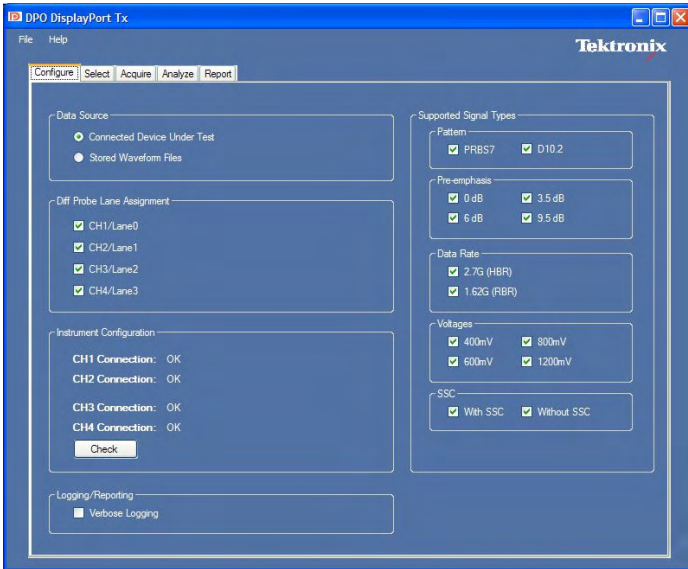 DPO DisplayPort Tx
File Help
Tektronix
Configure Select Acquire Analyze Report
Data Source
Connected Device Under Test
Stored Waveform Files
Diff Probe Lane Assignment
CH1/Lane0
CH2/Lane1
CH3/Lane2
CH4/Lane3
Instrument Configuration
CH1 Connection: OK
CH2 Connection: OK
CH3 Connection: OK
CH4 Connection: OK
Check
Logging/Reporting
Verbose Logging
Supported Signal Types
Pattern
PRBS7 D10.2
Pre-emphasis
0 dB 3.5 dB
6 dB 9.5 dB
Data Rate
2.7G (HBR)
1.62G (RBR)
Voltages
400mV 800mV
600mV 1200mV
SSC
With SSC Without SSC